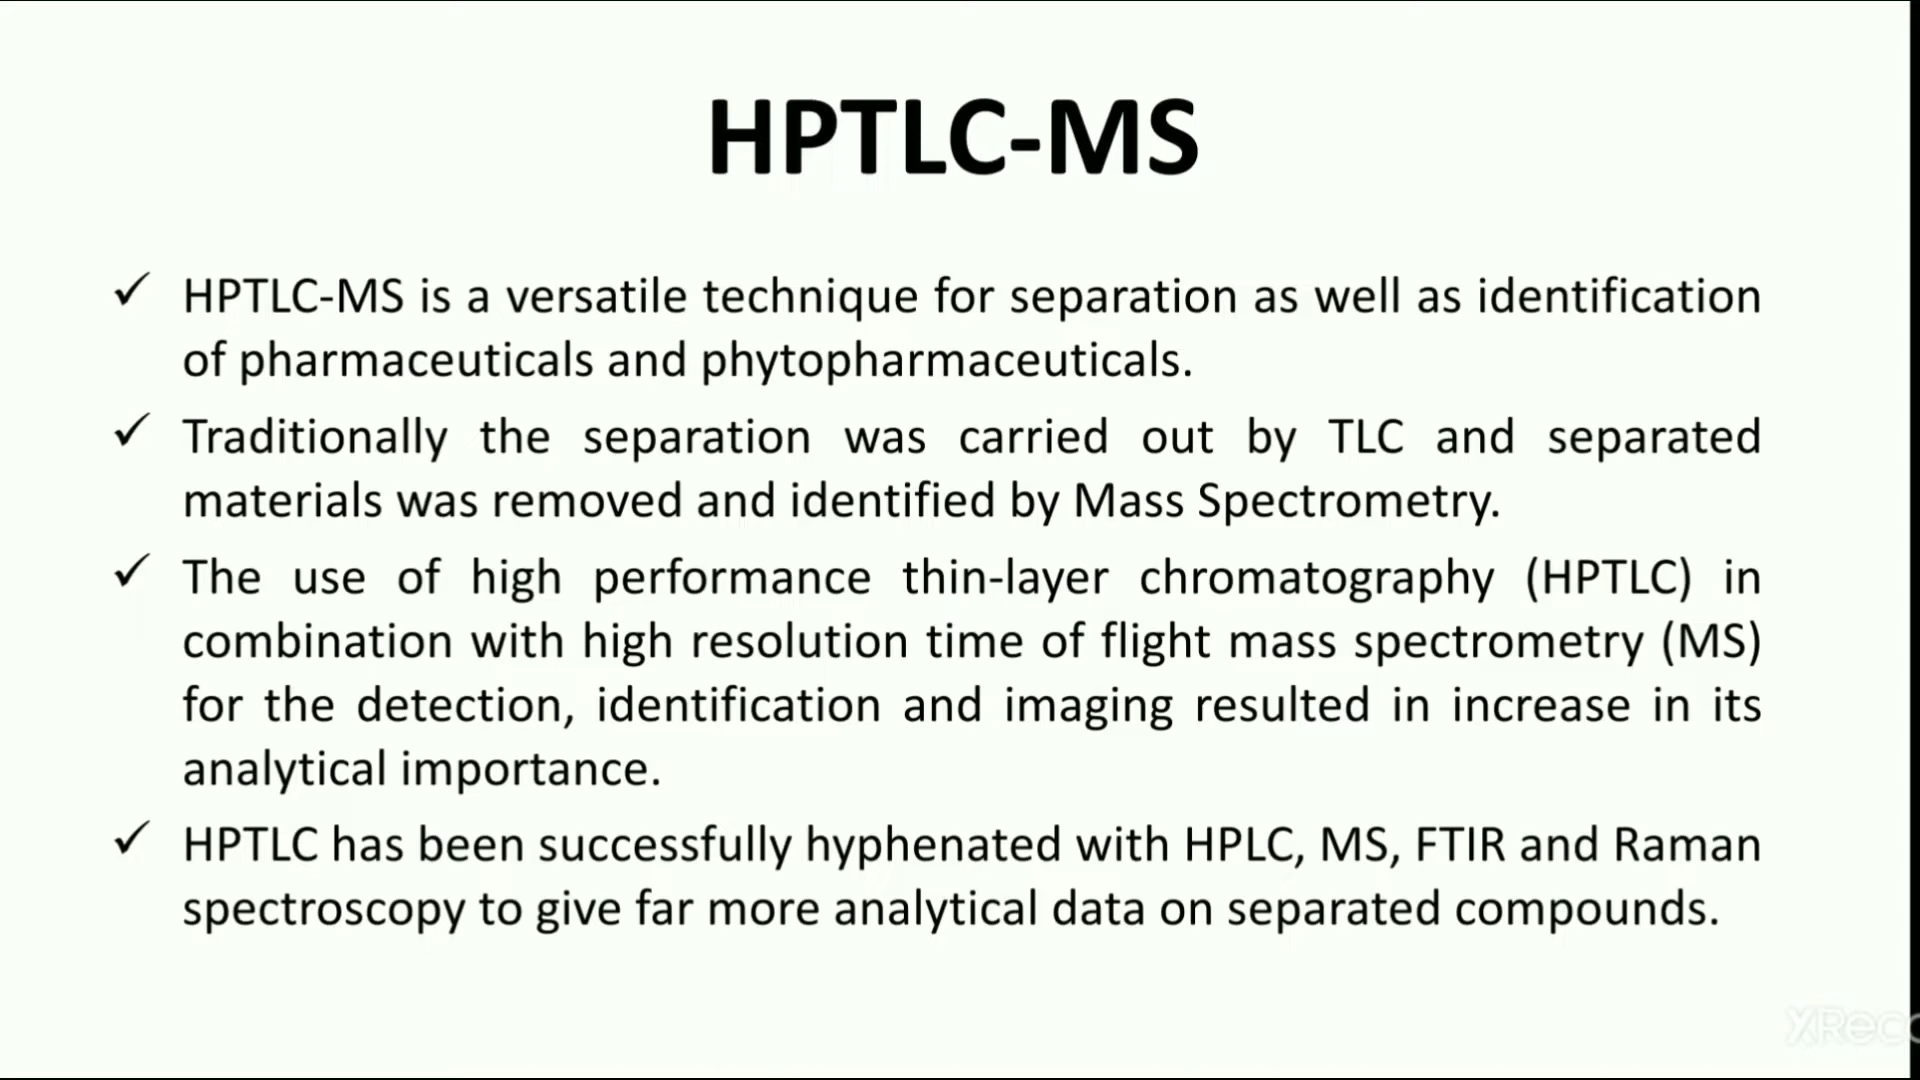 HPTLC-MS
✓ HPTLC-MS is a versatile technique for separation as well as identification
of pharmaceuticals and phytopharmaceuticals.
✓ Traditionally the separation was carried out by TLC and separated
materials was removed and identified by Mass Spectrometry.
✓ The use of high performance thin-layer chromatography (HPTLC) in
combination with high resolution time of flight mass spectrometry (MS)
for the detection, identification and imaging resulted in increase in its
analytical importance.
✓ HPTLC has been successfully hyphenated with HPLC, MS, FTIR and Raman
spectroscopy to give far more analytical data on separated compounds.
XRec